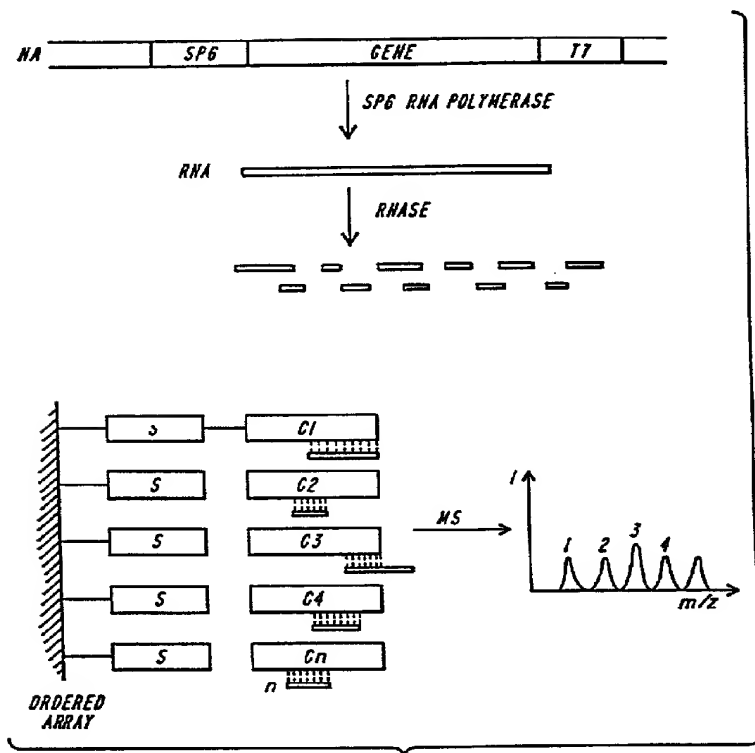 NA SP6 GENE T7
SP6 RNA POLYMERASE
RNA
RNASE
S C1
S C2
S C3
S C4
S Cn
n
MS
I
1 2 3 4
m/z
ORDERED
ARRAY